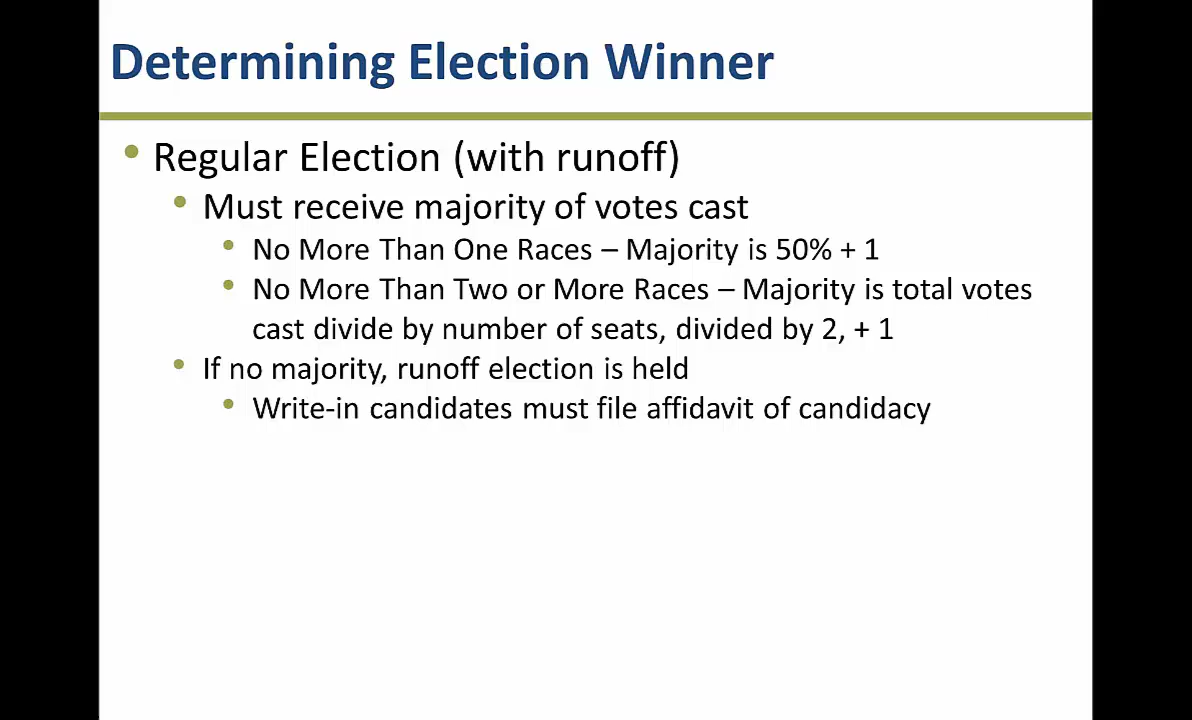 Determining Election Winner
• Regular Election (with runoff)
• Must receive majority of votes cast
• No More Than One Races – Majority is 50% + 1
• No More Than Two or More Races – Majority is total votes
cast divide by number of seats, divided by 2, + 1
• If no majority, runoff election is held
• Write-in candidates must file affidavit of candidacy